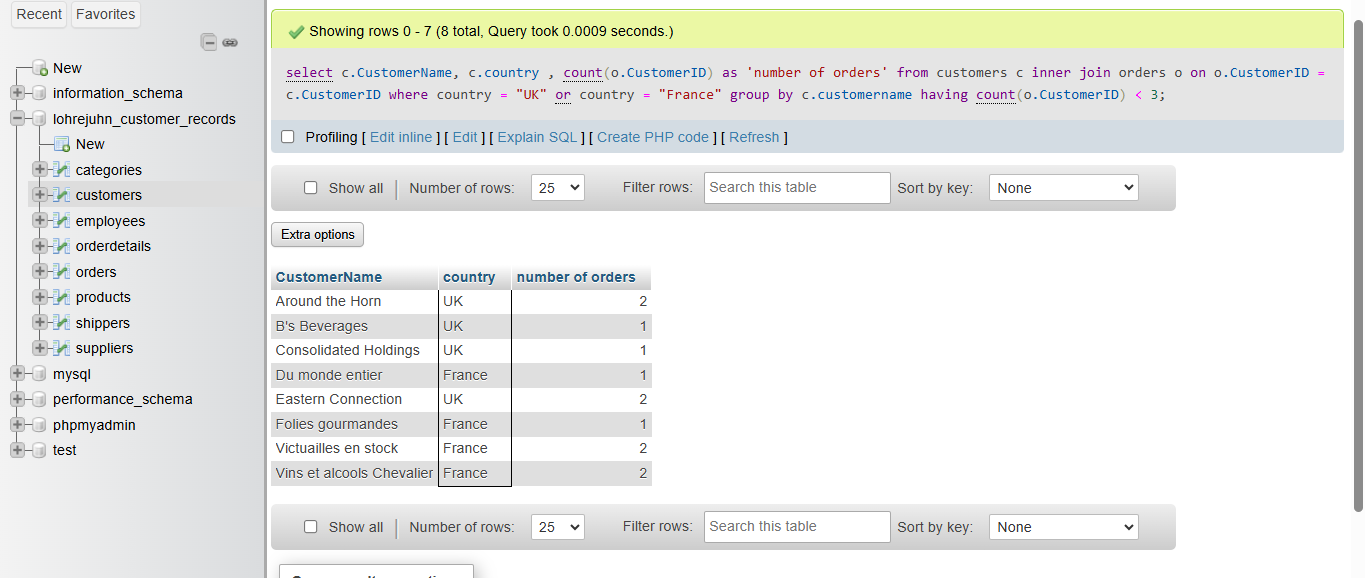 Recent Favorites
New
information_schema
lohrejuhn_customer_records
New
categories
customers
employees
orderdetails
orders
products
shippers
suppliers
mysql
performance_schema
phpmyadmin
test
Showing rows 0 - 7 (8 total, Query took 0.0009 seconds.)
select c.CustomerName, c.country , count(o.CustomerID) as 'number of orders' from customers c inner join orders o on o.CustomerID =
c.CustomerID where country = "UK" or country = "France" group by c.customername having count(o.CustomerID) < 3;
Profiling [ Edit inline ] [ Edit ] [ Explain SQL ] [ Create PHP code ] [ Refresh ]
Show all | Number of rows: 25 Filter rows: Search this table Sort by key: None
Extra options
CustomerName country number of orders
Around the Horn UK 2
B's Beverages UK 1
Consolidated Holdings UK 1
Du monde entier France 1
Eastern Connection UK 2
Folies gourmandes France 1
Victuailles en stock France 2
Vins et alcools Chevalier France 2
Show all | Number of rows: 25 Filter rows: Search this table Sort by key: None